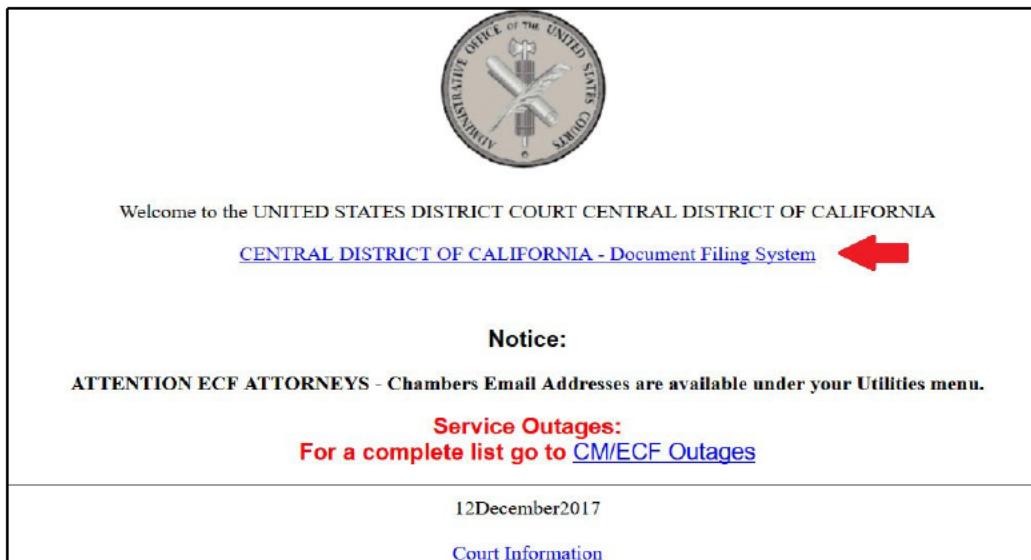 ADMINISTRATIVE OFFICE OF THE UNITED STATES COURTS
Welcome to the UNITED STATES DISTRICT COURT CENTRAL DISTRICT OF CALIFORNIA
CENTRAL DISTRICT OF CALIFORNIA - Document Filing System
Notice:
ATTENTION ECF ATTORNEYS - Chambers Email Addresses are available under your Utilities menu.
Service Outages:
For a complete list go to CM/ECF Outages
12December2017
Court Information